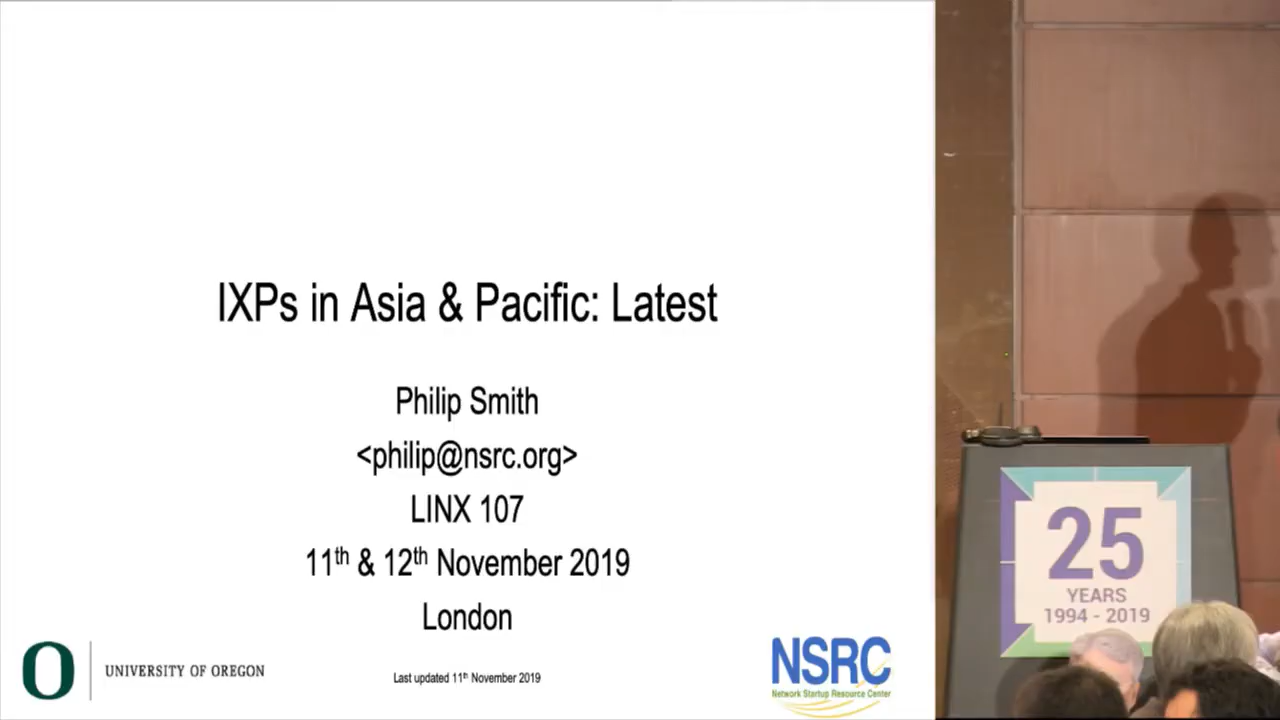 IXPs in Asia & Pacific: Latest
Philip Smith
<philip@nsrc.org>
LINX 107
11th & 12th November 2019
London
UNIVERSITY OF OREGON
Last updated 11th November 2019
NSRC
Network Startup Resource Center
25
YEARS
1994 - 2019